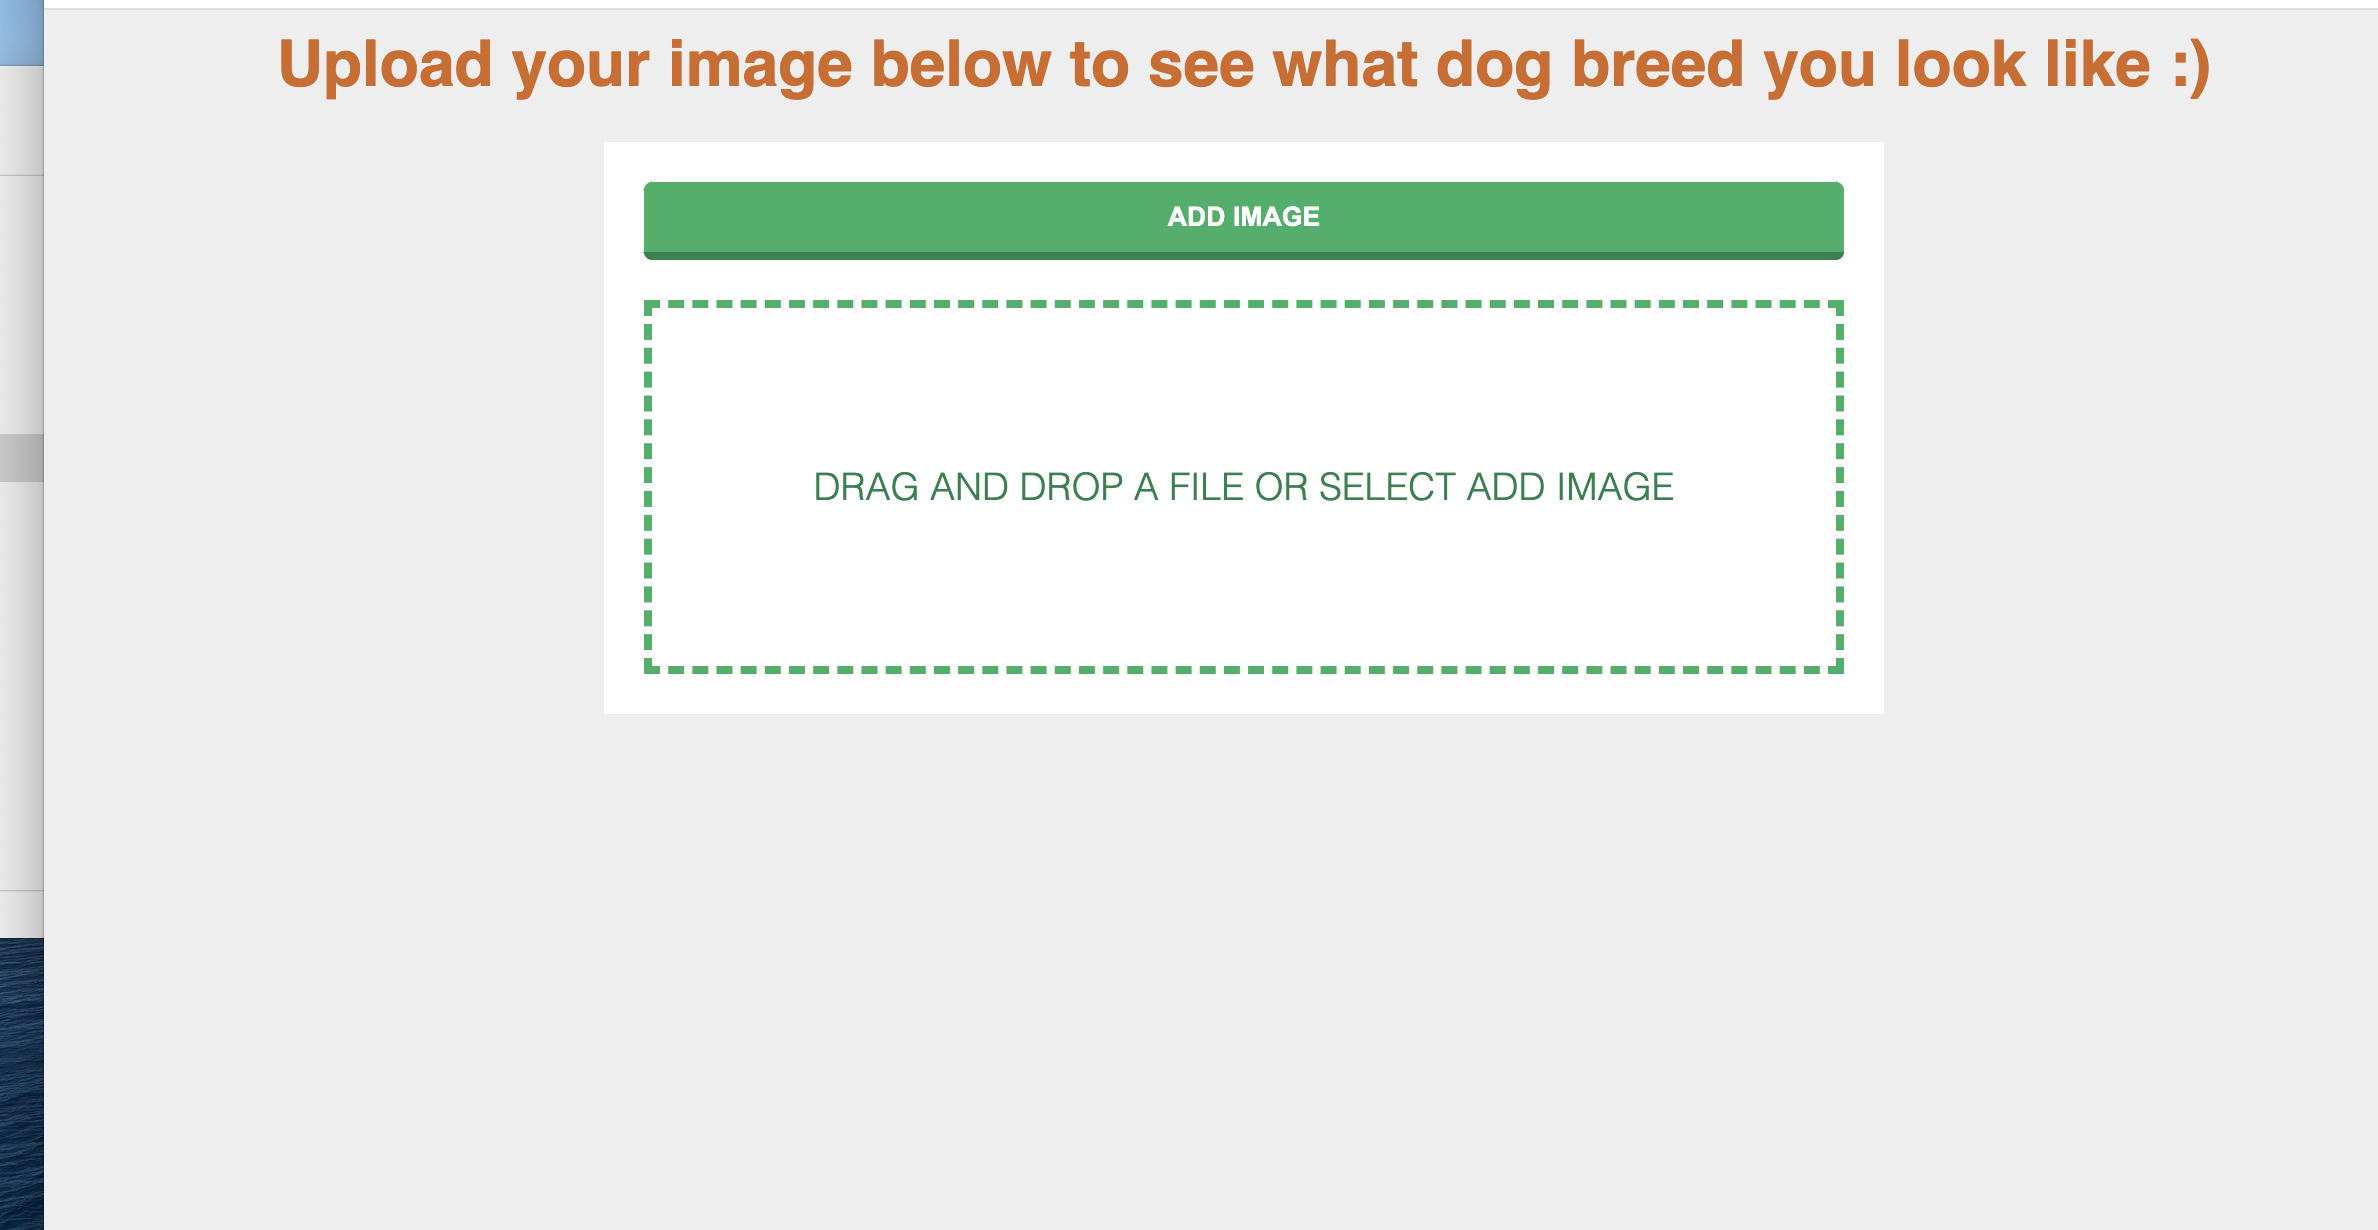 Upload your image below to see what dog breed you look like :)
ADD IMAGE
DRAG AND DROP A FILE OR SELECT ADD IMAGE